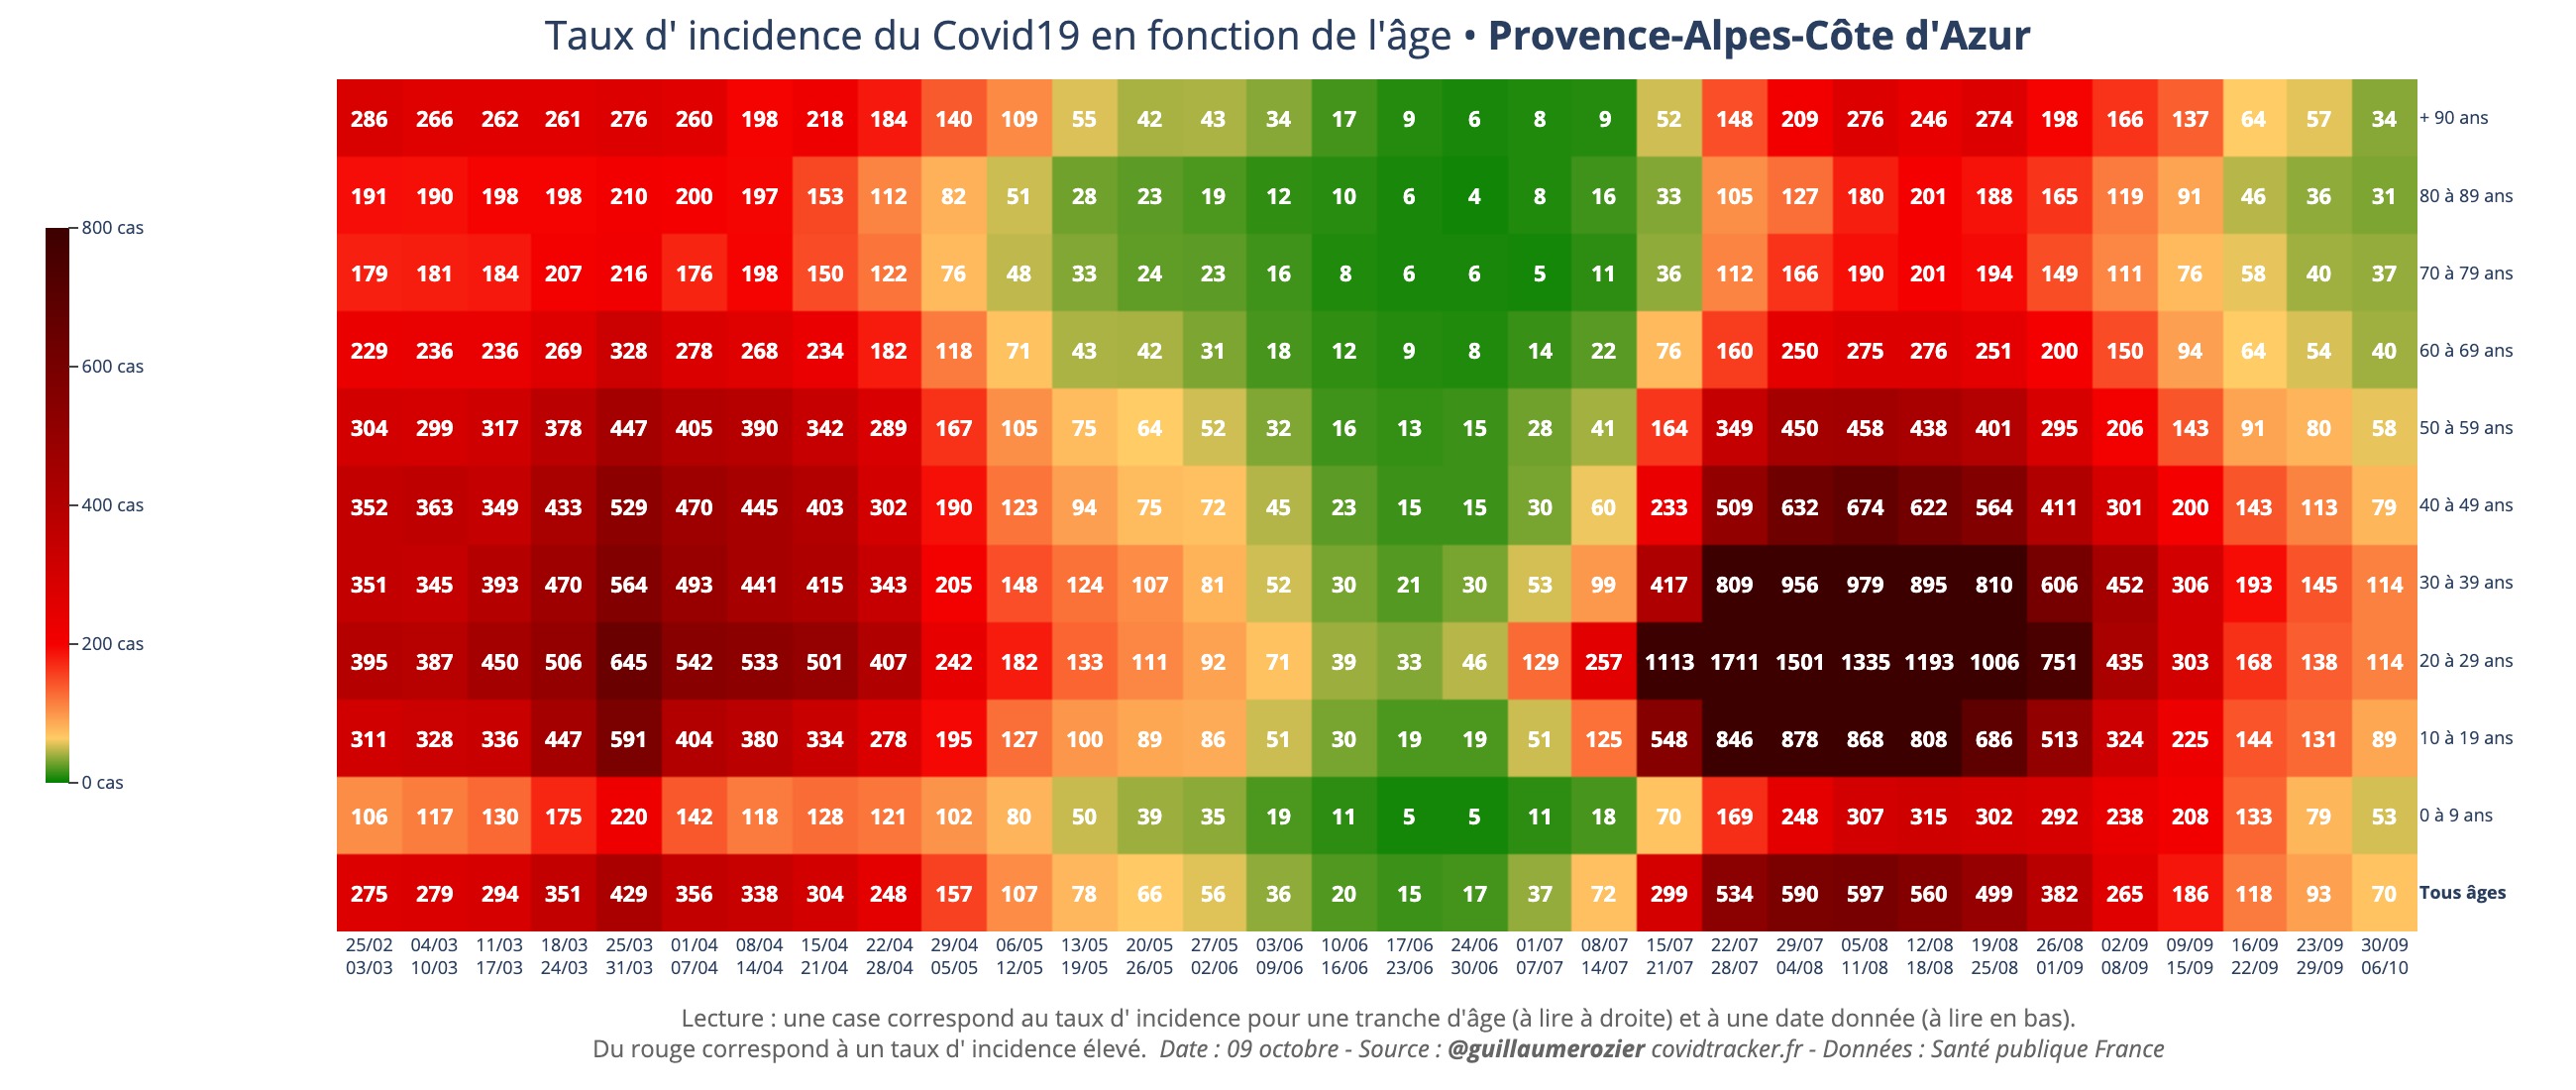 Taux d' incidence du Covid19 en fonction de l'âge • Provence-Alpes-Côte d'Azur
800 cas
600 cas
400 cas
200 cas
0 cas
286 266 262 261 276 260 198 218 184 140 109 55 42 43 34 17 9 6 8 9 52 148 209 276 246 274 198 166 137 64 57 34 + 90 ans
191 190 198 198 210 200 197 153 112 82 51 28 23 19 12 10 6 4 8 16 33 105 127 180 201 188 165 119 91 46 36 31 80 à 89 ans
179 181 184 207 216 176 198 150 122 76 48 33 24 23 16 8 6 6 5 11 36 112 166 190 201 194 149 111 76 58 40 37 70 à 79 ans
229 236 236 269 328 278 268 234 182 118 71 43 42 31 18 12 9 8 14 22 76 160 250 275 276 251 200 150 94 64 54 40 60 à 69 ans
304 299 317 378 447 405 390 342 289 167 105 75 64 52 32 16 13 15 28 41 164 349 450 458 438 401 295 206 143 91 80 58 50 à 59 ans
352 363 349 433 529 470 445 403 302 190 123 94 75 72 45 23 15 15 30 60 233 509 632 674 622 564 411 301 200 143 113 79 40 à 49 ans
351 345 393 470 564 493 441 415 343 205 148 124 107 81 52 30 21 30 53 99 417 809 956 979 895 810 606 452 306 193 145 114 30 à 39 ans
395 387 450 506 645 542 533 501 407 242 182 133 111 92 71 39 33 46 129 257 1113 1711 1501 1335 1193 1006 751 435 303 168 138 114 20 à 29 ans
311 328 336 447 591 404 380 334 278 195 127 100 89 86 51 30 19 19 51 125 548 846 878 868 808 686 513 324 225 144 131 89 10 à 19 ans
106 117 130 175 220 142 118 128 121 102 80 50 39 35 19 11 5 5 11 18 70 169 248 307 315 302 292 238 208 133 79 53 0 à 9 ans
275 279 294 351 429 356 338 304 248 157 107 78 66 56 36 20 15 17 37 72 299 534 590 597 560 499 382 265 186 118 93 70 Tous âges
25/02 04/03 11/03 18/03 25/03 01/04 08/04 15/04 22/04 29/04 06/05 13/05 20/05 27/05 03/06 10/06 17/06 24/06 01/07 08/07 15/07 22/07 29/07 05/08 12/08 19/08 26/08 02/09 09/09 16/09 23/09 30/09
03/03 10/03 17/03 24/03 31/03 07/04 14/04 21/04 28/04 05/05 12/05 19/05 26/05 02/06 09/06 16/06 23/06 30/06 07/07 14/07 21/07 28/07 04/08 11/08 18/08 25/08 01/09 08/09 15/09 22/09 29/09 06/10
Lecture : une case correspond au taux d' incidence pour une tranche d'âge (à lire à droite) et à une date donnée (à lire en bas).
Du rouge correspond à un taux d' incidence élevé. Date : 09 octobre - Source : @guillaumerozier covidtracker.fr - Données : Santé publique France